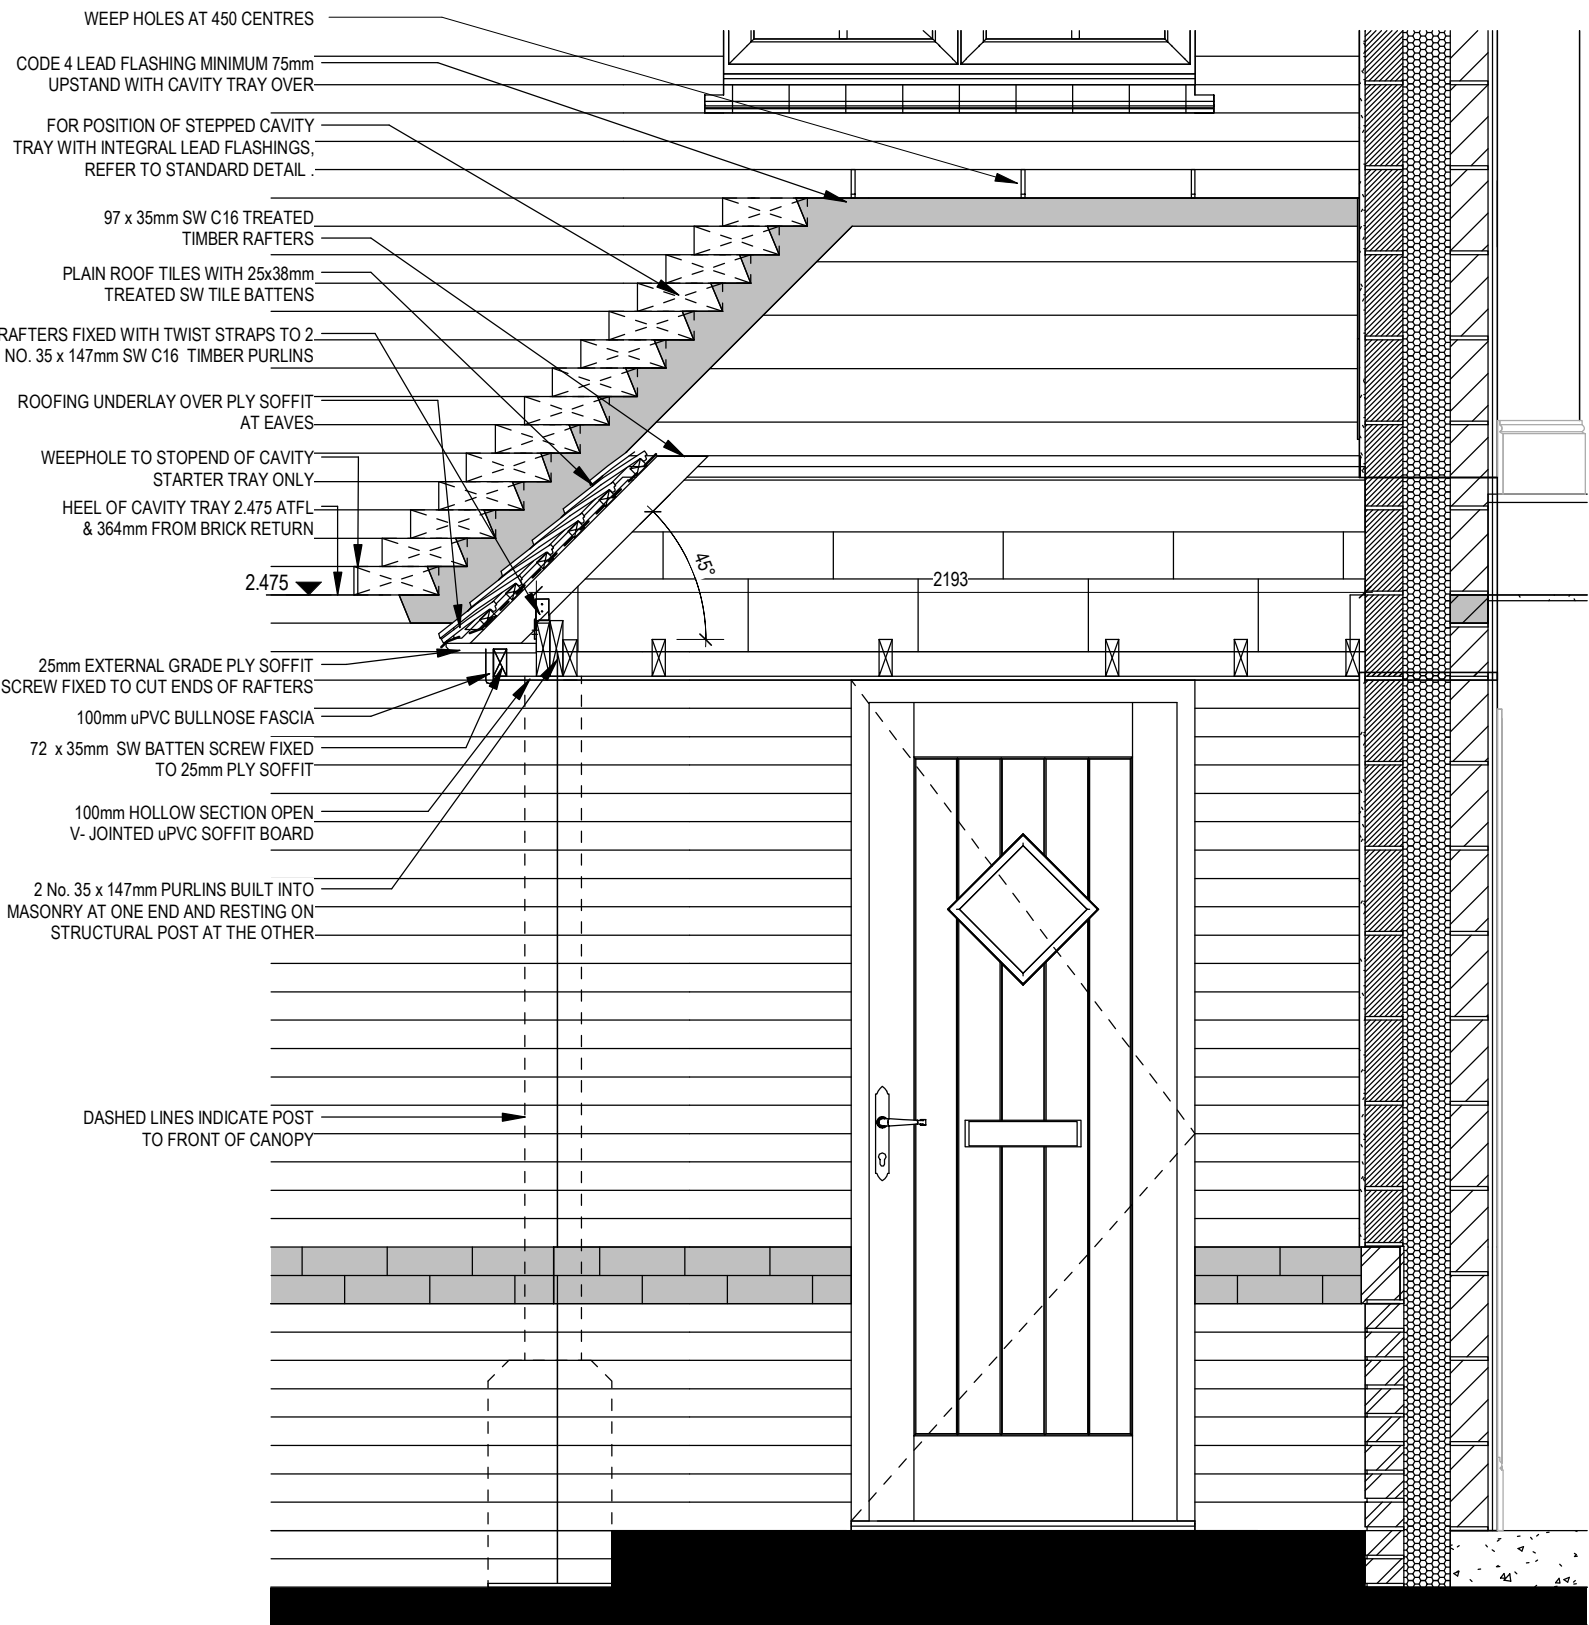 WEEP HOLES AT 450 CENTRES
CODE 4 LEAD FLASHING MINIMUM 75mm
UPSTAND WITH CAVITY TRAY OVER
FOR POSITION OF STEPPED CAVITY
TRAY WITH INTEGRAL LEAD FLASHINGS,
REFER TO STANDARD DETAIL .
97 x 35mm SW C16 TREATED
TIMBER RAFTERS
PLAIN ROOF TILES WITH 25x38mm
TREATED SW TILE BATTENS
RAFTERS FIXED WITH TWIST STRAPS TO 2
NO. 35 x 147mm SW C16 TIMBER PURLINS
ROOFING UNDERLAY OVER PLY SOFFIT
AT EAVES
WEEPHOLE TO STOPEND OF CAVITY
STARTER TRAY ONLY
HEEL OF CAVITY TRAY 2.475 ATFL
& 364mm FROM BRICK RETURN
2.475
45°
2193
25mm EXTERNAL GRADE PLY SOFFIT
SCREW FIXED TO CUT ENDS OF RAFTERS
100mm uPVC BULLNOSE FASCIA
72 x 35mm SW BATTEN SCREW FIXED
TO 25mm PLY SOFFIT
100mm HOLLOW SECTION OPEN
V- JOINTED uPVC SOFFIT BOARD
2 No. 35 x 147mm PURLINS BUILT INTO
MASONRY AT ONE END AND RESTING ON
STRUCTURAL POST AT THE OTHER
DASHED LINES INDICATE POST
TO FRONT OF CANOPY